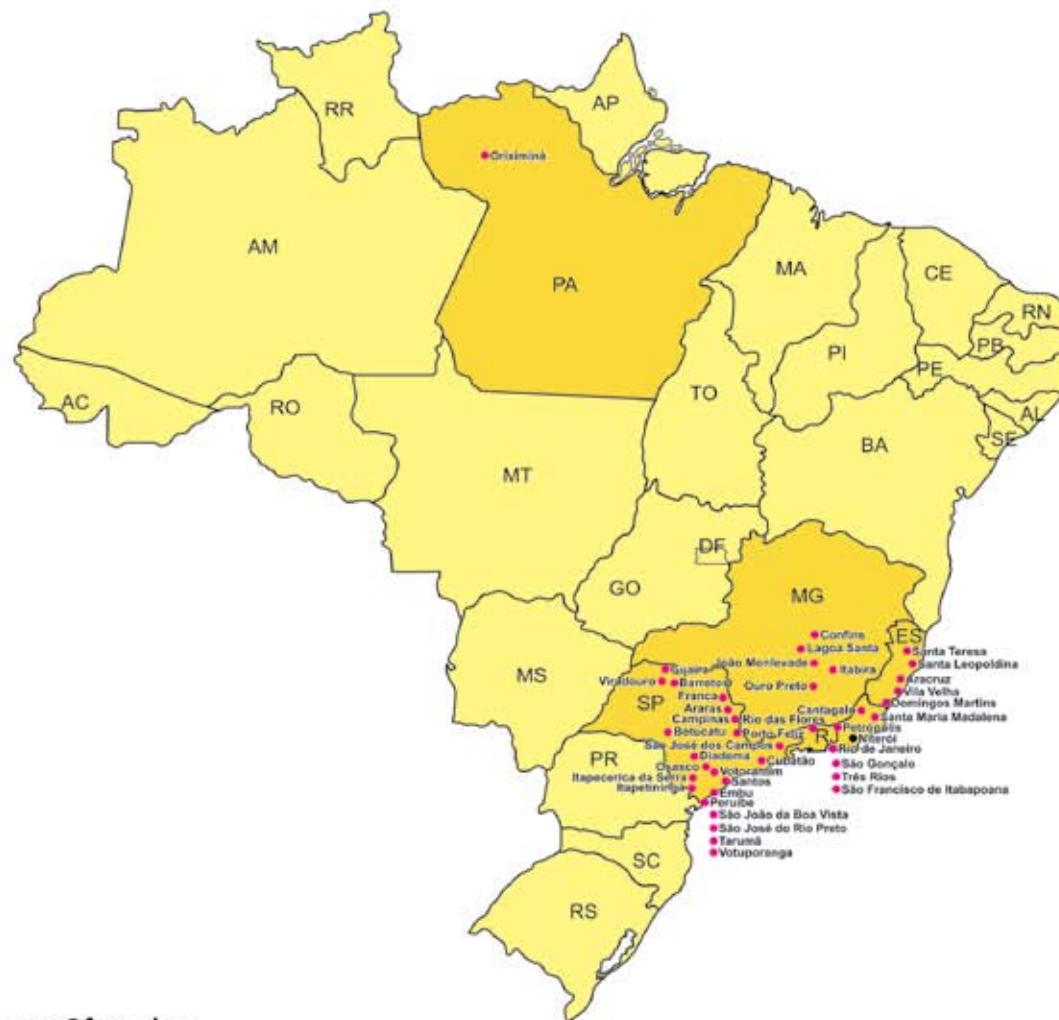 RR
AP
Orisiminá
AM
PA
MA
CE
RN
PB
PI
PE
AL
SE
AC
RO
TO
BA
MT
DF
GO
MG
MS
ES
Confins
Lagoa Santa
Santa Teresa
João Monlevade
Itabira
Santa Leopoldina
Guaíra
Viradouro
Barretos
Ouro Preto
Aracruz
Vila Velha
SP
Franca
Domingos Martins
Araras
Cantagalo
Santa Maria Madalena
Campinas
Rio das Flores
Petrópolis
Botucatu
Porto Feliz
RJ
Niterói
São José dos Campos
Rio de Janeiro
PR
Diadema
Cubatão
São Gonçalo
Osasco
Votorantim
Itapecerica da Serra
Santos
Três Rios
Itapetininga
Embu
São Francisco de Itabapoana
Peruíbe
São João da Boa Vista
São José do Rio Preto
Tarumã
Votuporanga
SC
RS